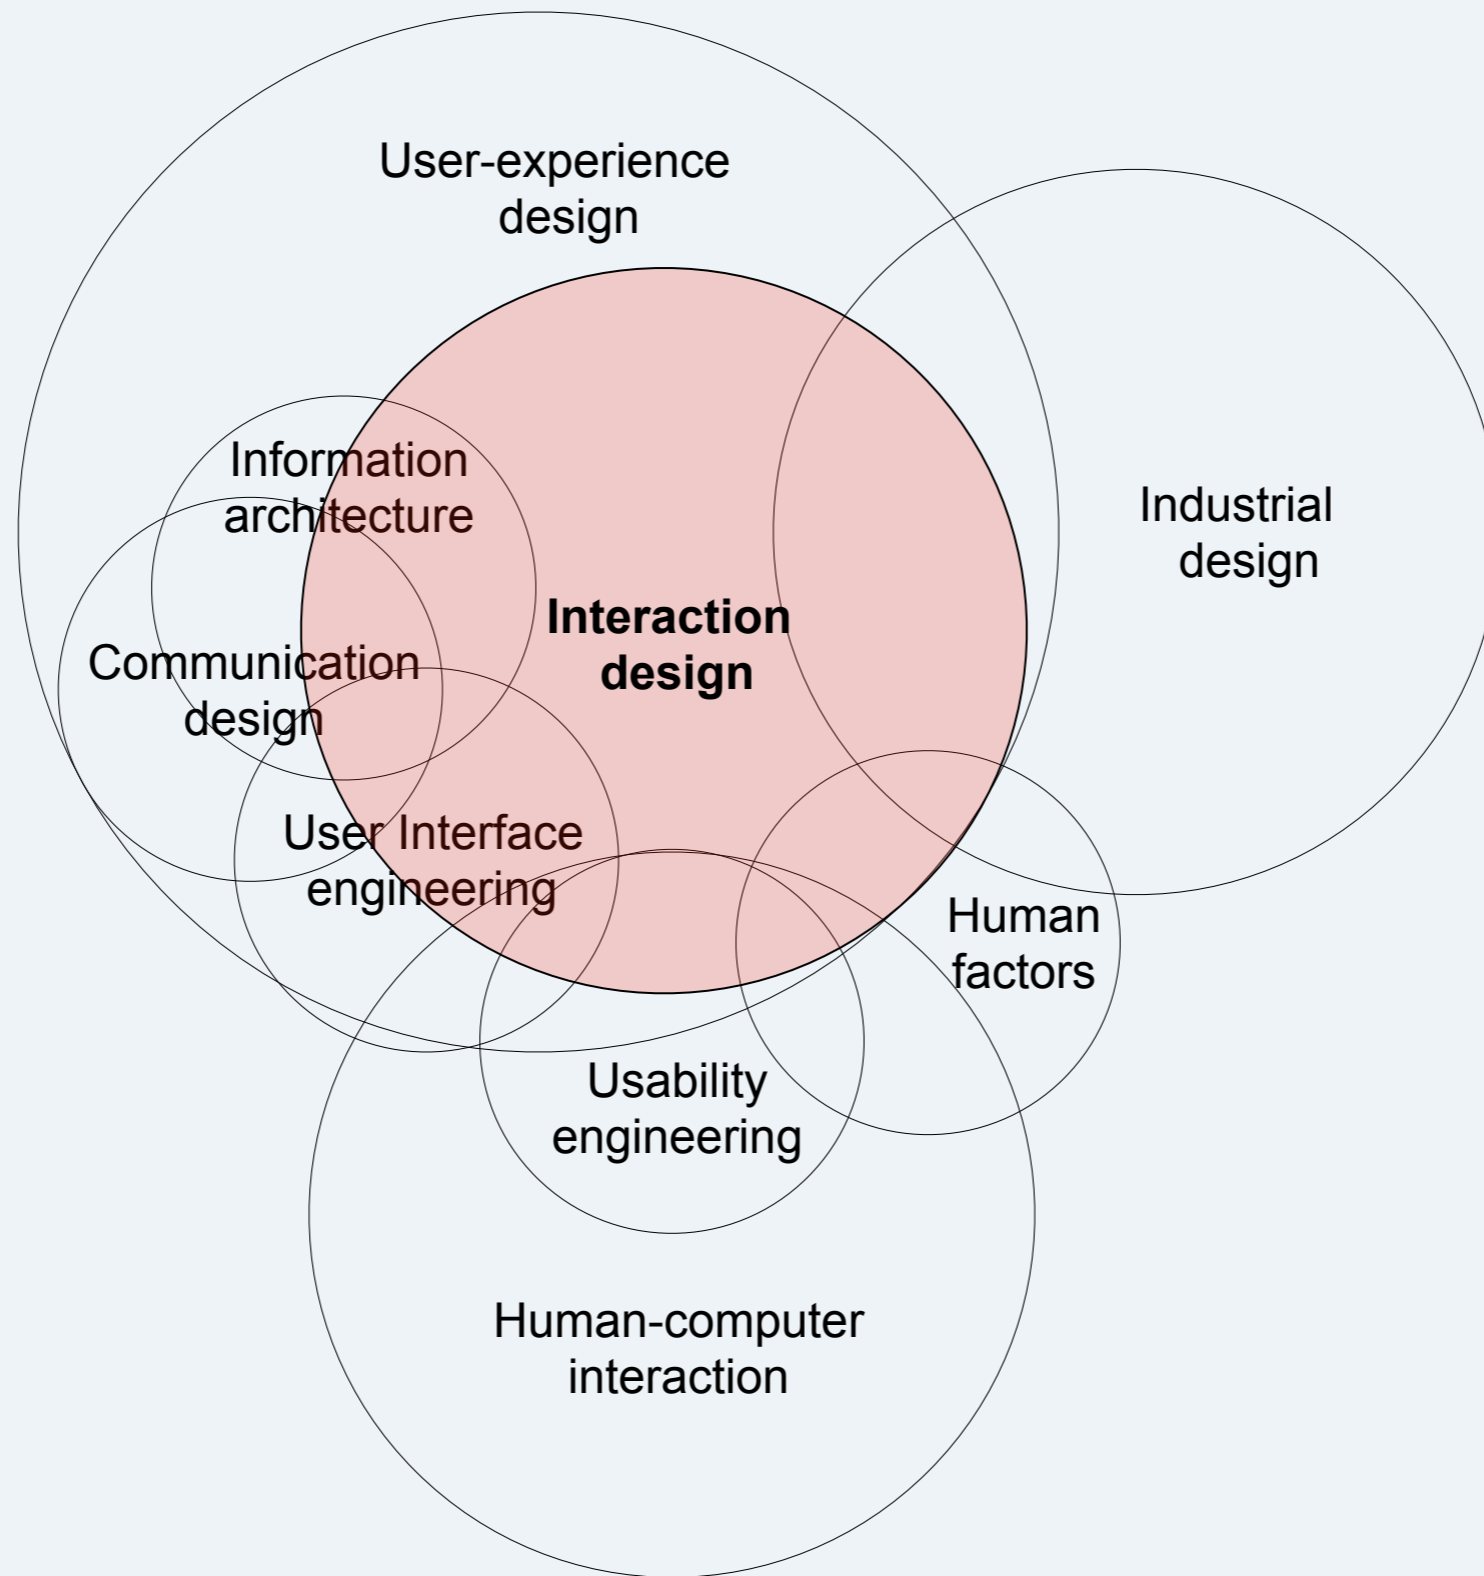 User-experience
design
Information
architecture
Industrial
design
Interaction
design
Communication
design
User Interface
engineering
Human
factors
Usability
engineering
Human-computer
interaction